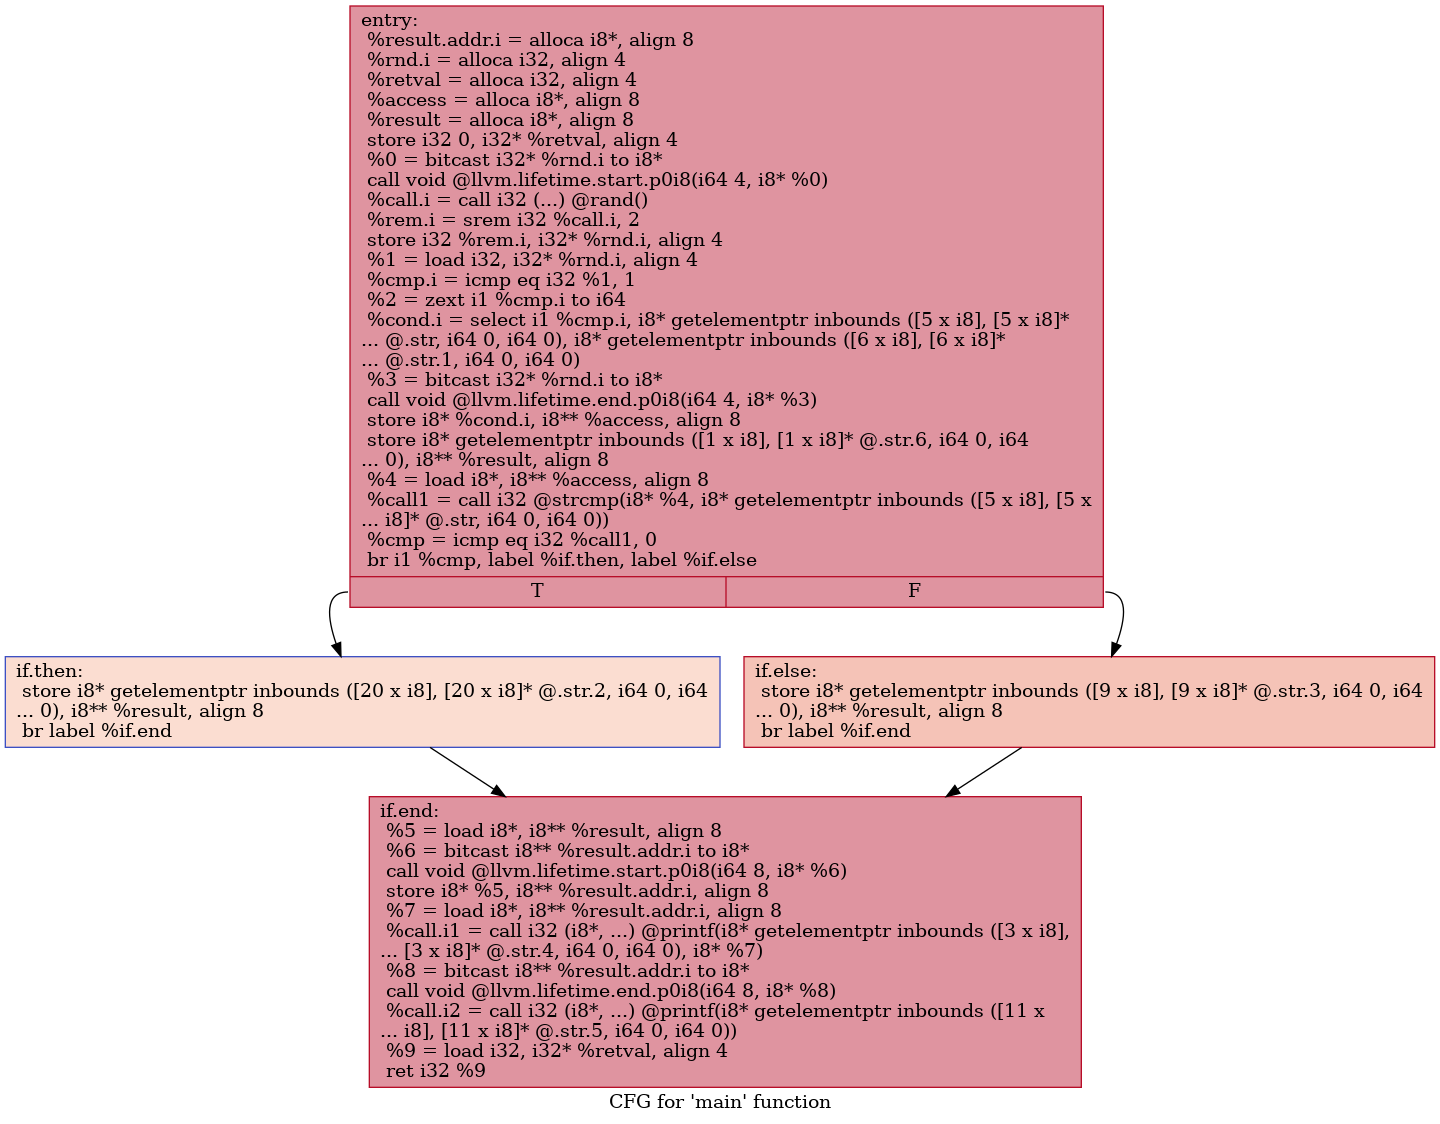 entry:
%result.addr.i = alloca i8*, align 8
%rnd.i = alloca i32, align 4
%retval = alloca i32, align 4
%access = alloca i8*, align 8
%result = alloca i8*, align 8
store i32 0, i32* %retval, align 4
%0 = bitcast i32* %rnd.i to i8*
call void @llvm.lifetime.start.p0i8(i64 4, i8* %0)
%call.i = call i32 (...) @rand()
%rem.i = srem i32 %call.i, 2
store i32 %rem.i, i32* %rnd.i, align 4
%1 = load i32, i32* %rnd.i, align 4
%cmp.i = icmp eq i32 %1, 1
%2 = zext i1 %cmp.i to i64
%cond.i = select i1 %cmp.i, i8* getelementptr inbounds ([5 x i8], [5 x i8]*
... @.str, i64 0, i64 0), i8* getelementptr inbounds ([6 x i8], [6 x i8]*
... @.str.1, i64 0, i64 0)
%3 = bitcast i32* %rnd.i to i8*
call void @llvm.lifetime.end.p0i8(i64 4, i8* %3)
store i8* %cond.i, i8** %access, align 8
store i8* getelementptr inbounds ([1 x i8], [1 x i8]* @.str.6, i64 0, i64
... 0), i8** %result, align 8
%4 = load i8*, i8** %access, align 8
%call1 = call i32 @strcmp(i8* %4, i8* getelementptr inbounds ([5 x i8], [5 x
... i8]* @.str, i64 0, i64 0))
%cmp = icmp eq i32 %call1, 0
br i1 %cmp, label %if.then, label %if.else
T
F
if.then:
store i8* getelementptr inbounds ([20 x i8], [20 x i8]* @.str.2, i64 0, i64
... 0), i8** %result, align 8
br label %if.end
if.else:
store i8* getelementptr inbounds ([9 x i8], [9 x i8]* @.str.3, i64 0, i64
... 0), i8** %result, align 8
br label %if.end
if.end:
%5 = load i8*, i8** %result, align 8
%6 = bitcast i8** %result.addr.i to i8*
call void @llvm.lifetime.start.p0i8(i64 8, i8* %6)
store i8* %5, i8** %result.addr.i, align 8
%7 = load i8*, i8** %result.addr.i, align 8
%call.i1 = call i32 (i8*, ...) @printf(i8* getelementptr inbounds ([3 x i8],
... [3 x i8]* @.str.4, i64 0, i64 0), i8* %7)
%8 = bitcast i8** %result.addr.i to i8*
call void @llvm.lifetime.end.p0i8(i64 8, i8* %8)
%call.i2 = call i32 (i8*, ...) @printf(i8* getelementptr inbounds ([11 x
... i8], [11 x i8]* @.str.5, i64 0, i64 0))
%9 = load i32, i32* %retval, align 4
ret i32 %9
CFG for 'main' function